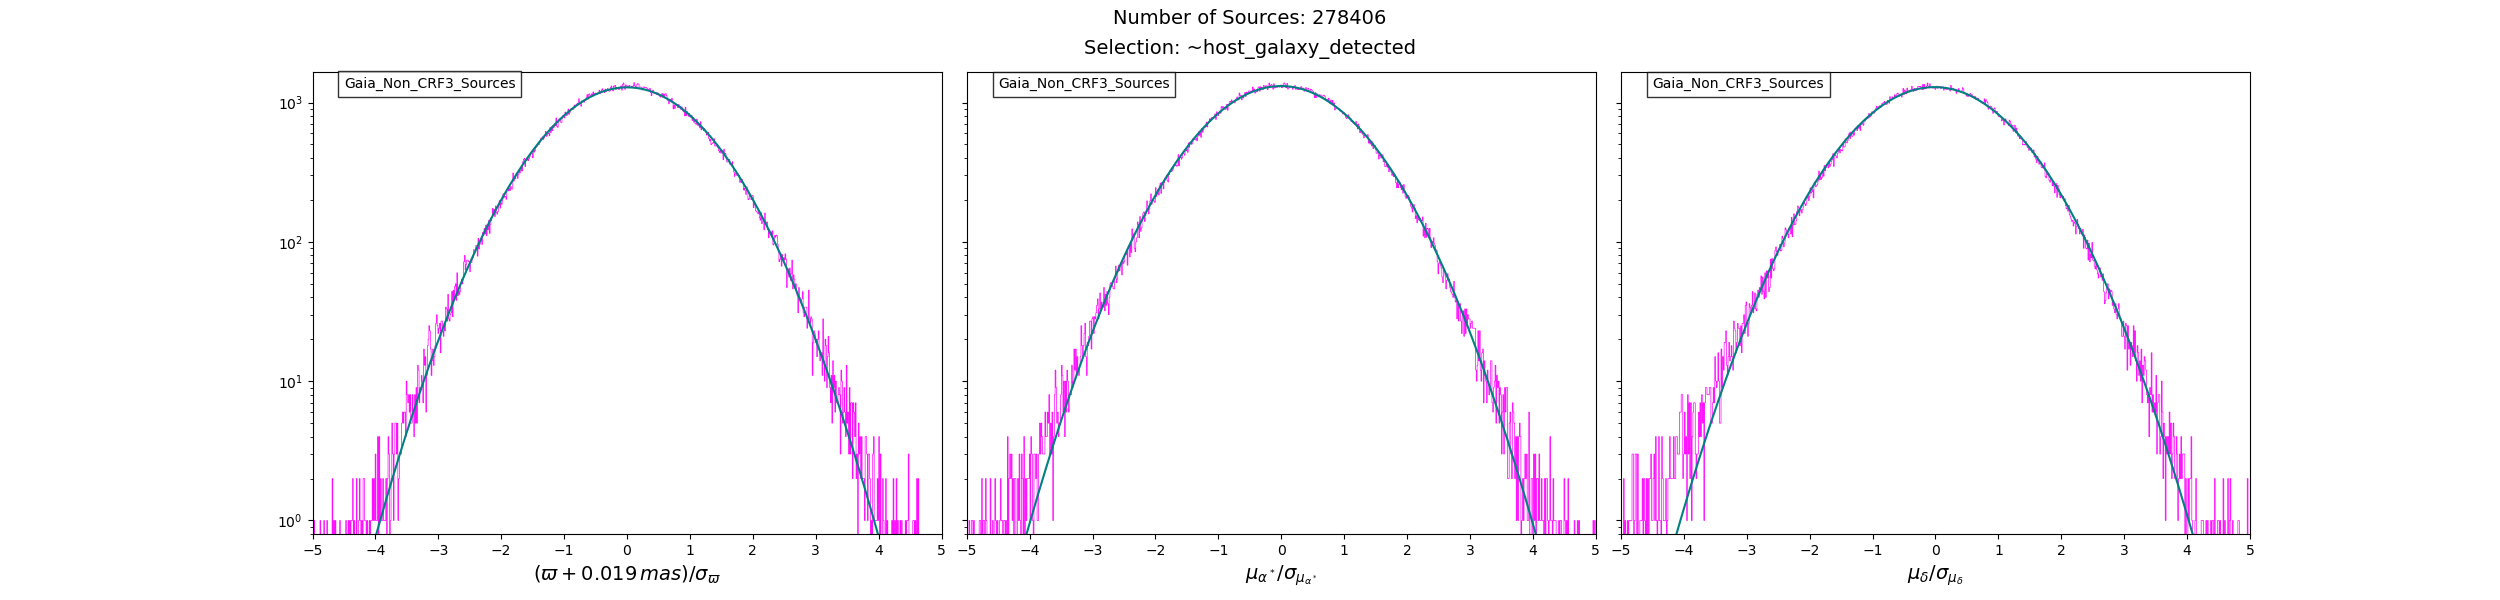 Number of Sources: 278406
Selection: ~host_galaxy_detected
Gaia_Non_CRF3_Sources
Gaia_Non_CRF3_Sources
Gaia_Non_CRF3_Sources
10³
10²
10¹
10⁰
−5 −4 −3 −2 −1 0 1 2 3 4 5
−5 −4 −3 −2 −1 0 1 2 3 4 5
−5 −4 −3 −2 −1 0 1 2 3 4 5
(ϖ + 0.019 mas)/σ_ϖ
μ_α*/σ_μ_α*
μ_δ/σ_μ_δ